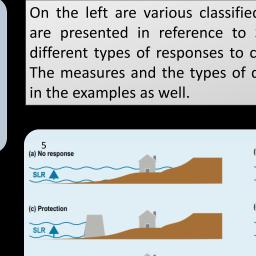 On the left are various classified
are presented in reference to
different types of responses to c
The measures and the types of c
in the examples as well.
5
(a) No response
SLR
(c) Protection
SLR